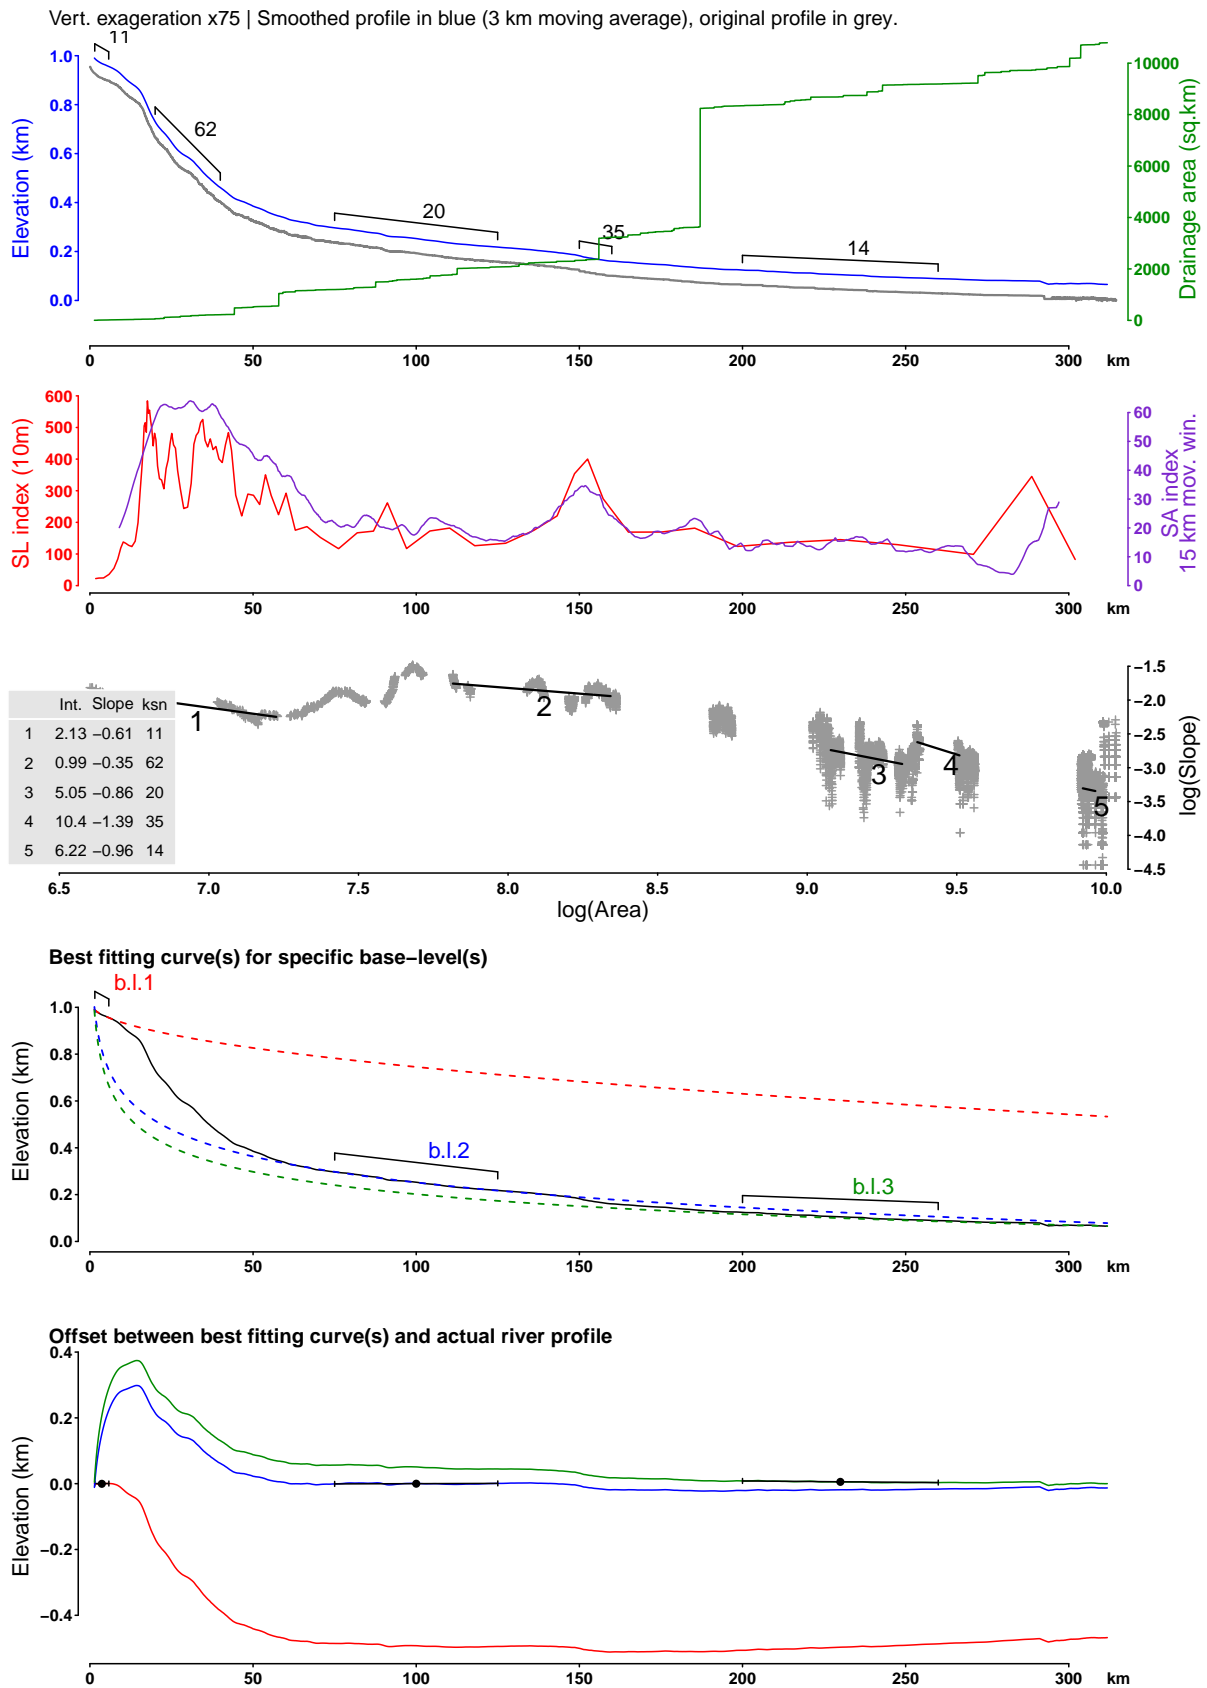 Vert. exageration x75 | Smoothed profile in blue (3 km moving average), original profile in grey.
11
62
20
35
14
Elevation (km)
1.0
0.8
0.6
0.4
0.2
0.0
Drainage area (sq.km)
10000
8000
6000
4000
2000
0
0 50 100 150 200 250 300 km
SL index (10m)
600
500
400
300
200
100
0
SA index
15 km mov. win.
60
50
40
30
20
10
0
0 50 100 150 200 250 300 km
Int. Slope ksn
1 2.13 −0.61 11
2 0.99 −0.35 62
3 5.05 −0.86 20
4 10.4 −1.39 35
5 6.22 −0.96 14
1
2
3
4
5
log(Slope)
−1.5
−2.0
−2.5
−3.0
−3.5
−4.0
−4.5
6.5 7.0 7.5 8.0 8.5 9.0 9.5 10.0
log(Area)
Best fitting curve(s) for specific base−level(s)
b.l.1
b.l.2
b.l.3
Elevation (km)
1.0
0.8
0.6
0.4
0.2
0.0
0 50 100 150 200 250 300 km
Offset between best fitting curve(s) and actual river profile
Elevation (km)
0.4
0.2
0.0
−0.2
−0.4
0 50 100 150 200 250 300 km